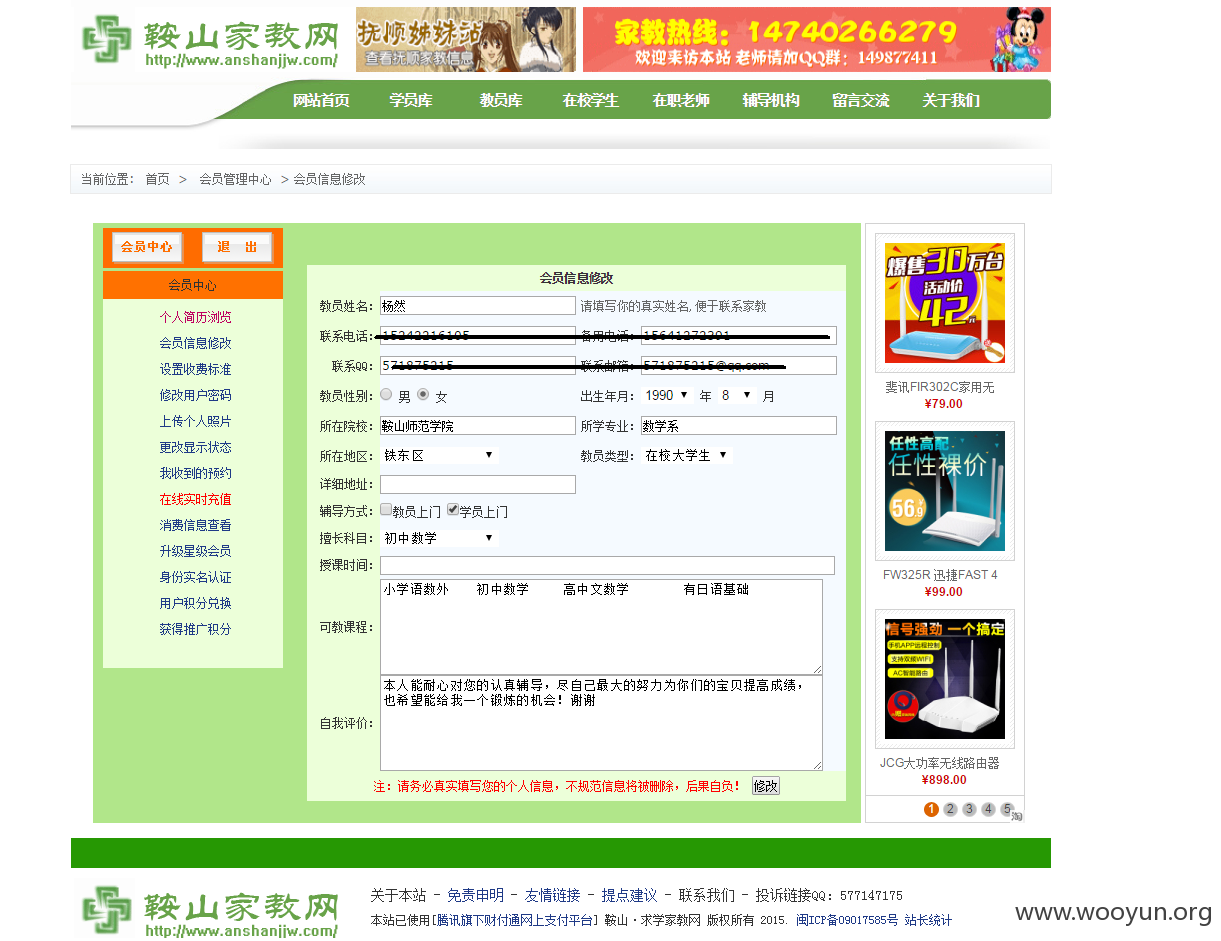 鞍山家教网
http://www.anshanjjw.com/
抚顺姊妹站
查看抚顺家教信息
家教热线：14740266279
欢迎来访本站 老师请加QQ群：149877411
网站首页 学员库 教员库 在校学生 在职老师 辅导机构 留言交流 关于我们
当前位置： 首页 > 会员管理中心 > 会员信息修改
会员中心 退 出
会员中心
个人简历浏览
会员信息修改
设置收费标准
修改用户密码
上传个人照片
更改显示状态
我收到的预约
在线实时充值
消费信息查看
升级星级会员
身份实名认证
用户积分兑换
获得推广积分
会员信息修改
教员姓名： 杨然 请填写你的真实姓名,便于联系家教
联系电话： 备用电话：
联系QQ： 联系邮箱：
教员性别： 男 女 出生年月： 1990 年 8 月
所在院校： 鞍山师范学院 所学专业： 数学系
所在地区： 铁东区 教员类型： 在校大学生
详细地址：
辅导方式： 教员上门 学员上门
擅长科目： 初中数学
授课时间：
可教课程： 小学语数外 初中数学 高中文数学 有日语基础
自我评价： 本人能耐心对您的认真辅导，尽自己最大的努力为你们的宝贝提高成绩，
也希望能给我一个锻炼的机会！谢谢
注：请务必真实填写您的个人信息，不规范信息将被删除，后果自负！ 修改
爆售30万台
活动价
42元
斐讯FIR302C家用无
¥79.00
任性高配
任性裸价
56.9
FW325R 迅捷FAST 4
¥99.00
信号强劲 一个搞定
手机APP远程控制
支持双频WIFI
AC智能路由
JCG大功率无线路由器
¥898.00
1 2 3 4 5
淘
鞍山家教网
http://www.anshanjjw.com/
关于本站 - 免责申明 - 友情链接 - 提点建议 - 联系我们 - 投诉链接QQ：577147175
本站已使用[腾讯旗下财付通网上支付平台] 鞍山·求学家教网 版权所有 2015. 闽ICP备09017585号 站长统计
www.wooyun.org